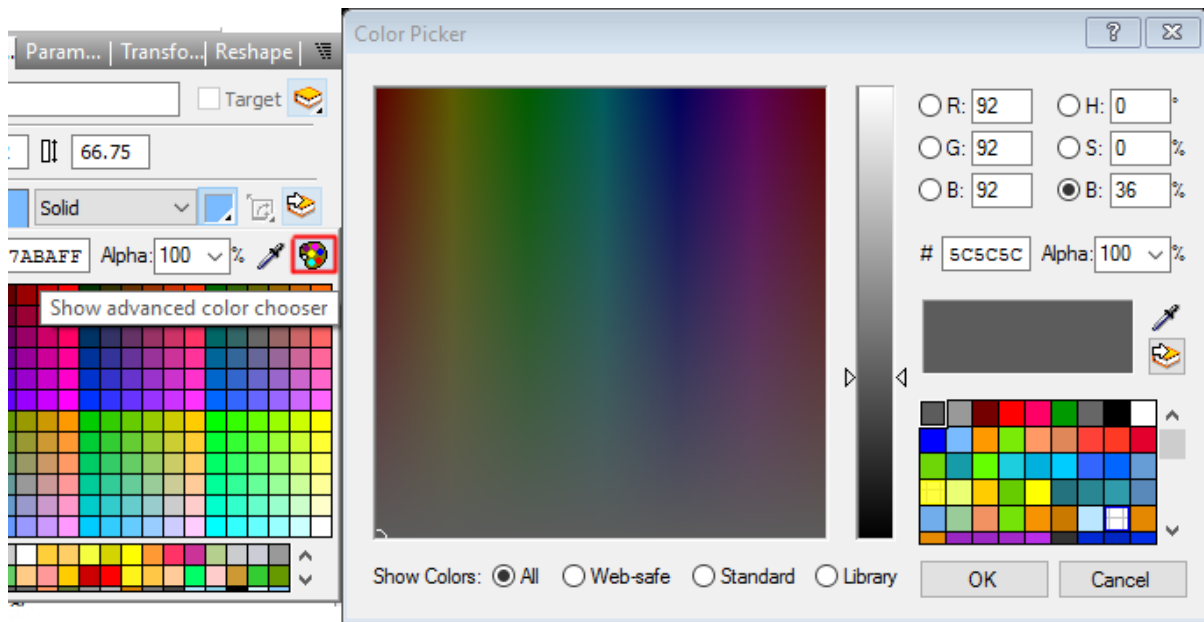 Param... | Transfo... | Reshape |
Target
66.75
Solid
7ABAFF Alpha: 100 %
Show advanced color chooser
Color Picker
R: 92 H: 0 °
G: 92 S: 0 %
B: 92 B: 36 %
# 5C5C5C Alpha: 100 %
Show Colors: All Web-safe Standard Library
OK Cancel